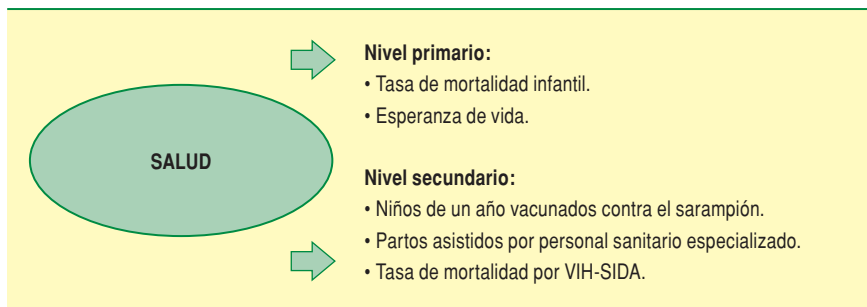 SALUD
Nivel primario:
• Tasa de mortalidad infantil.
• Esperanza de vida.
Nivel secundario:
• Niños de un año vacunados contra el sarampión.
• Partos asistidos por personal sanitario especializado.
• Tasa de mortalidad por VIH-SIDA.